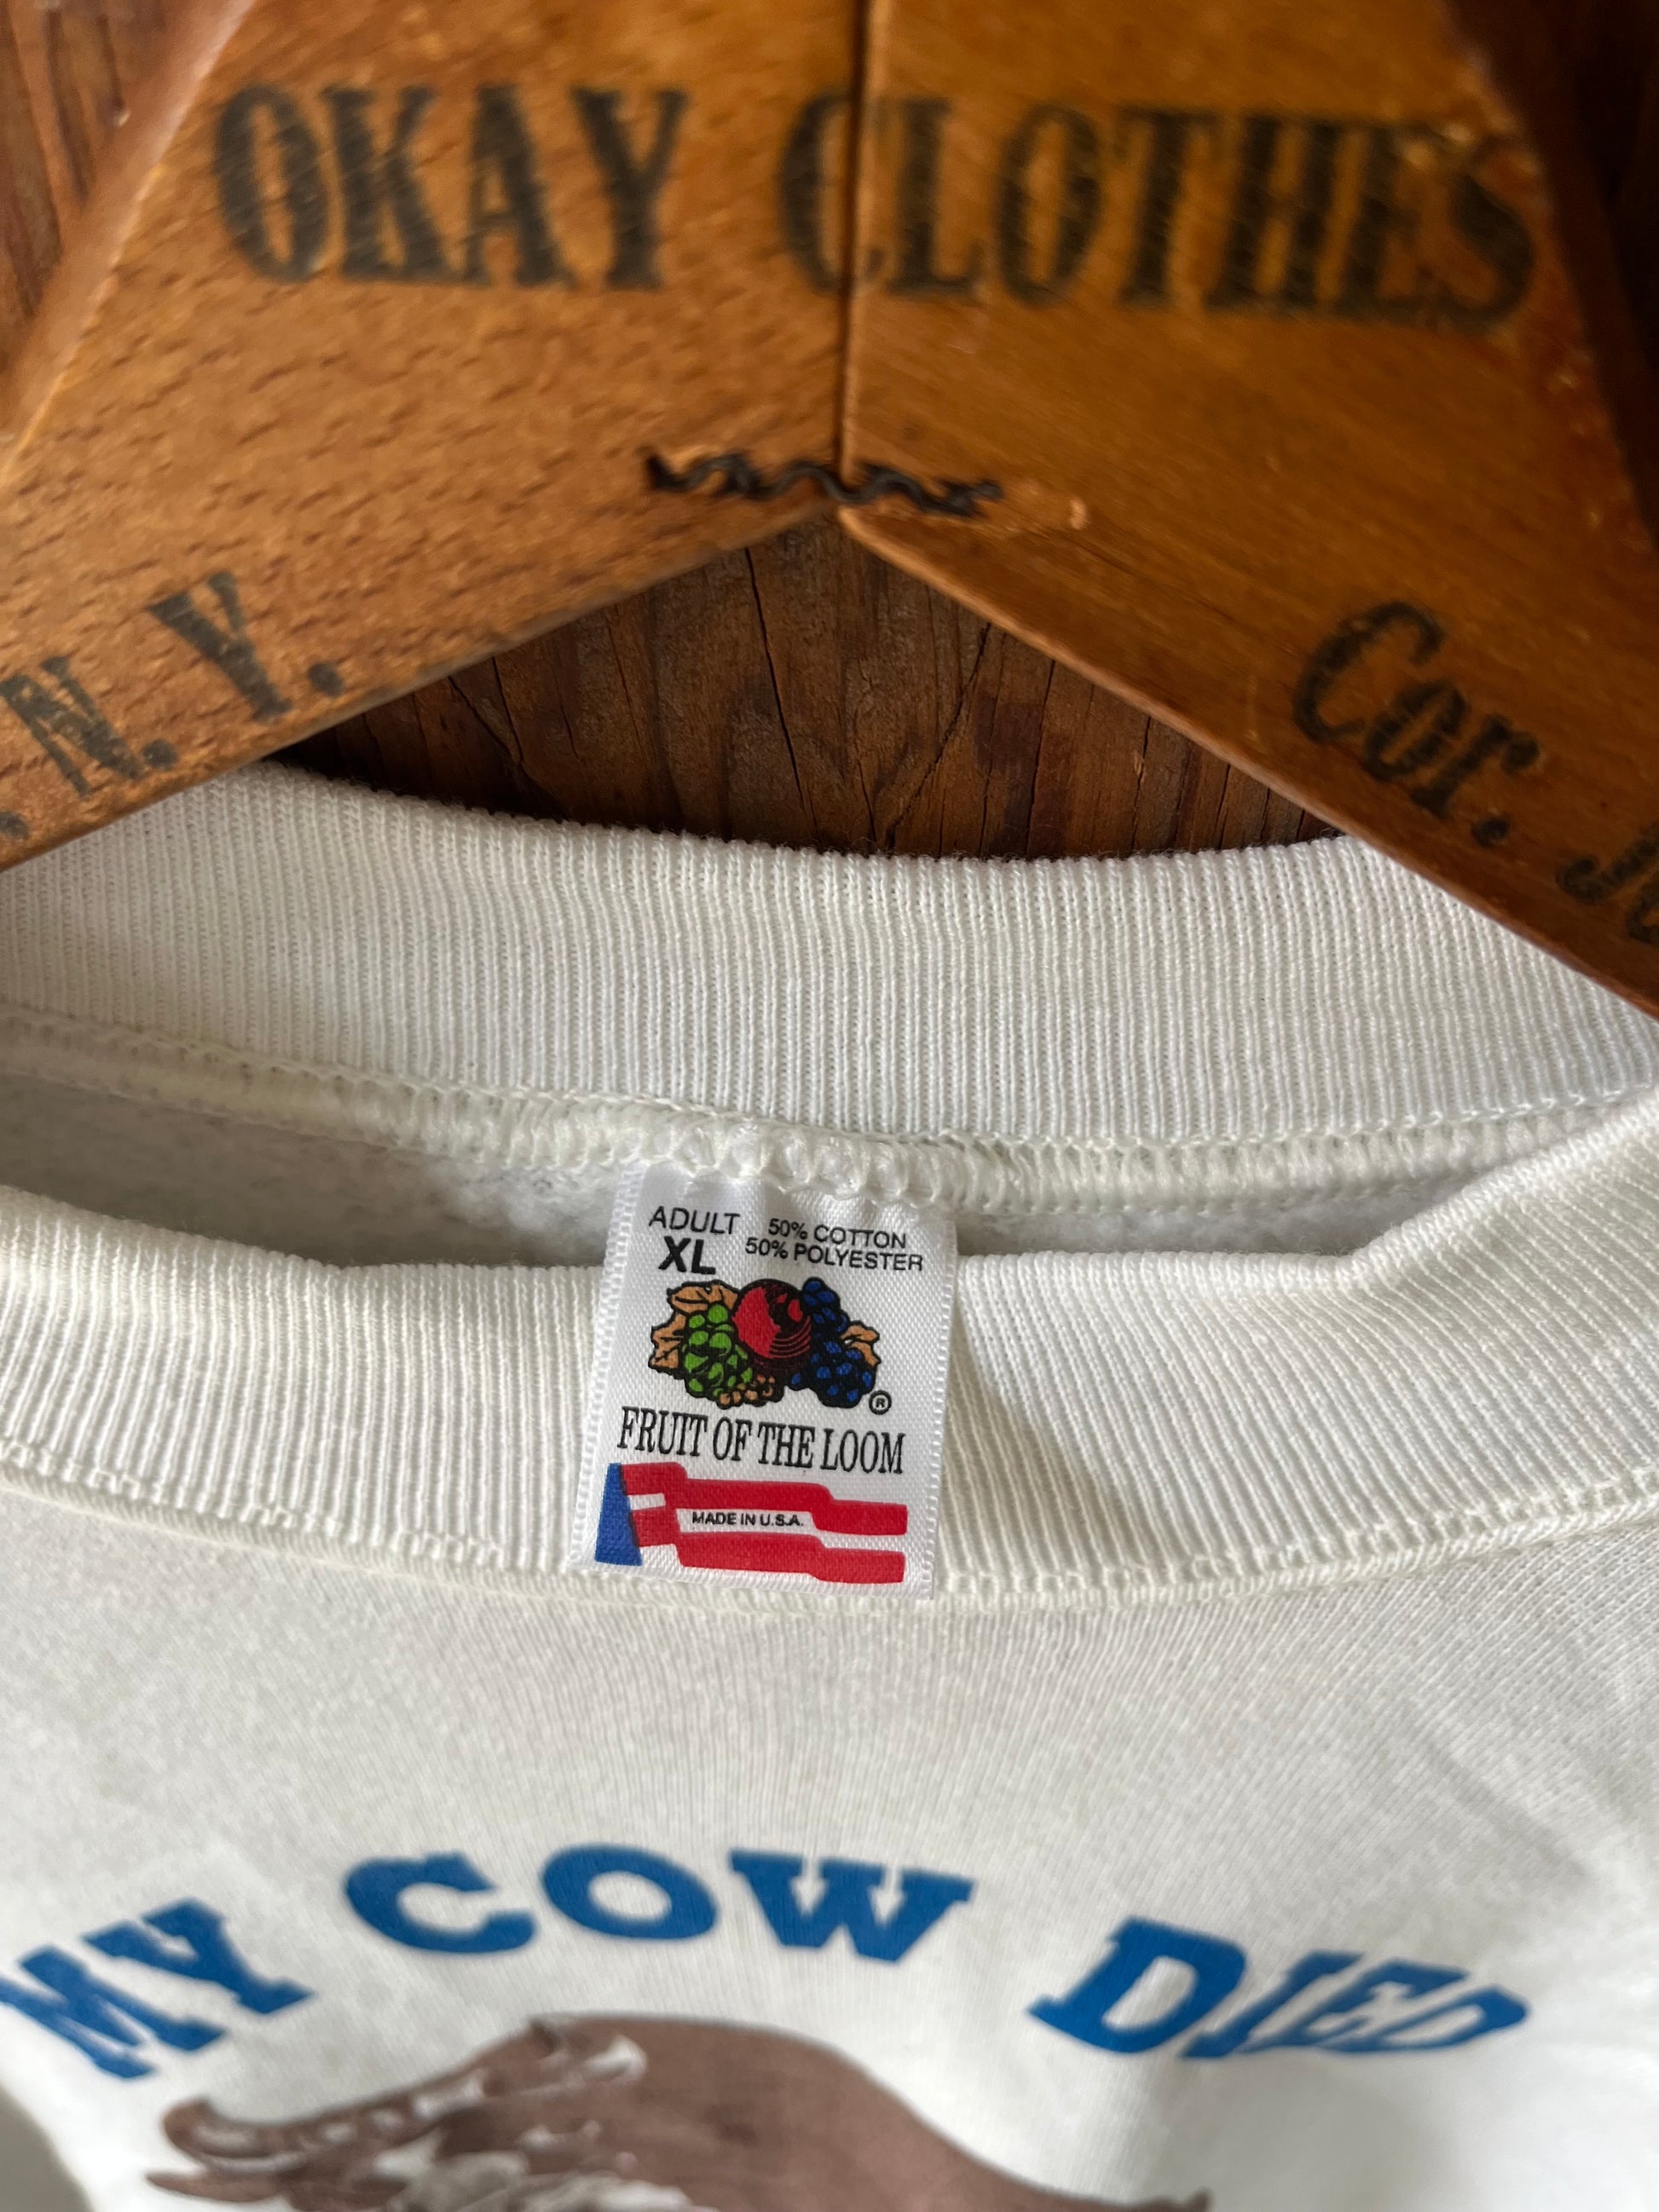 OKAY CLOTHES
N. Y.
Cor.
ADULT
XL
50% COTTON
50% POLYESTER
®
FRUIT OF THE LOOM
MADE IN U.S.A.
MY COW DIED